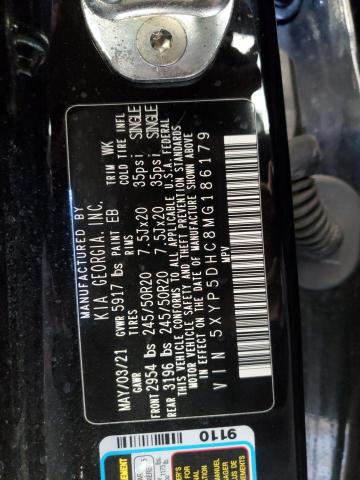 MANUFACTURED BY
KIA GEORGIA, INC.
MAY/03/21 GVWR 5917 lbs PAINT EB TRIM WK
GAWR TIRES RIMS COLD TIRE INFL
FRONT 2954 lbs 245/50R20 7.5Jx20 35psi SINGLE
REAR 3196 lbs 245/50R20 7.5Jx20 35psi SINGLE
THIS VEHICLE CONFORMS TO ALL APPLICABLE U.S.A. FEDERAL
MOTOR VEHICLE SAFETY AND THEFT PREVENTION STANDARDS
IN EFFECT ON THE DATE OF MANUFACTURE SHOWN ABOVE.
VIN 5XYP5DHC8MG186179
MPV
9110